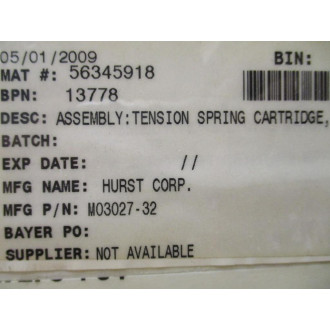 05/01/2009 BIN:
MAT #: 56345918
BPN: 13778
DESC: ASSEMBLY:TENSION SPRING CARTRIDGE,
BATCH:
EXP DATE: //
MFG NAME: HURST CORP.
MFG P/N: M03027-32
BAYER PO:
SUPPLIER: NOT AVAILABLE